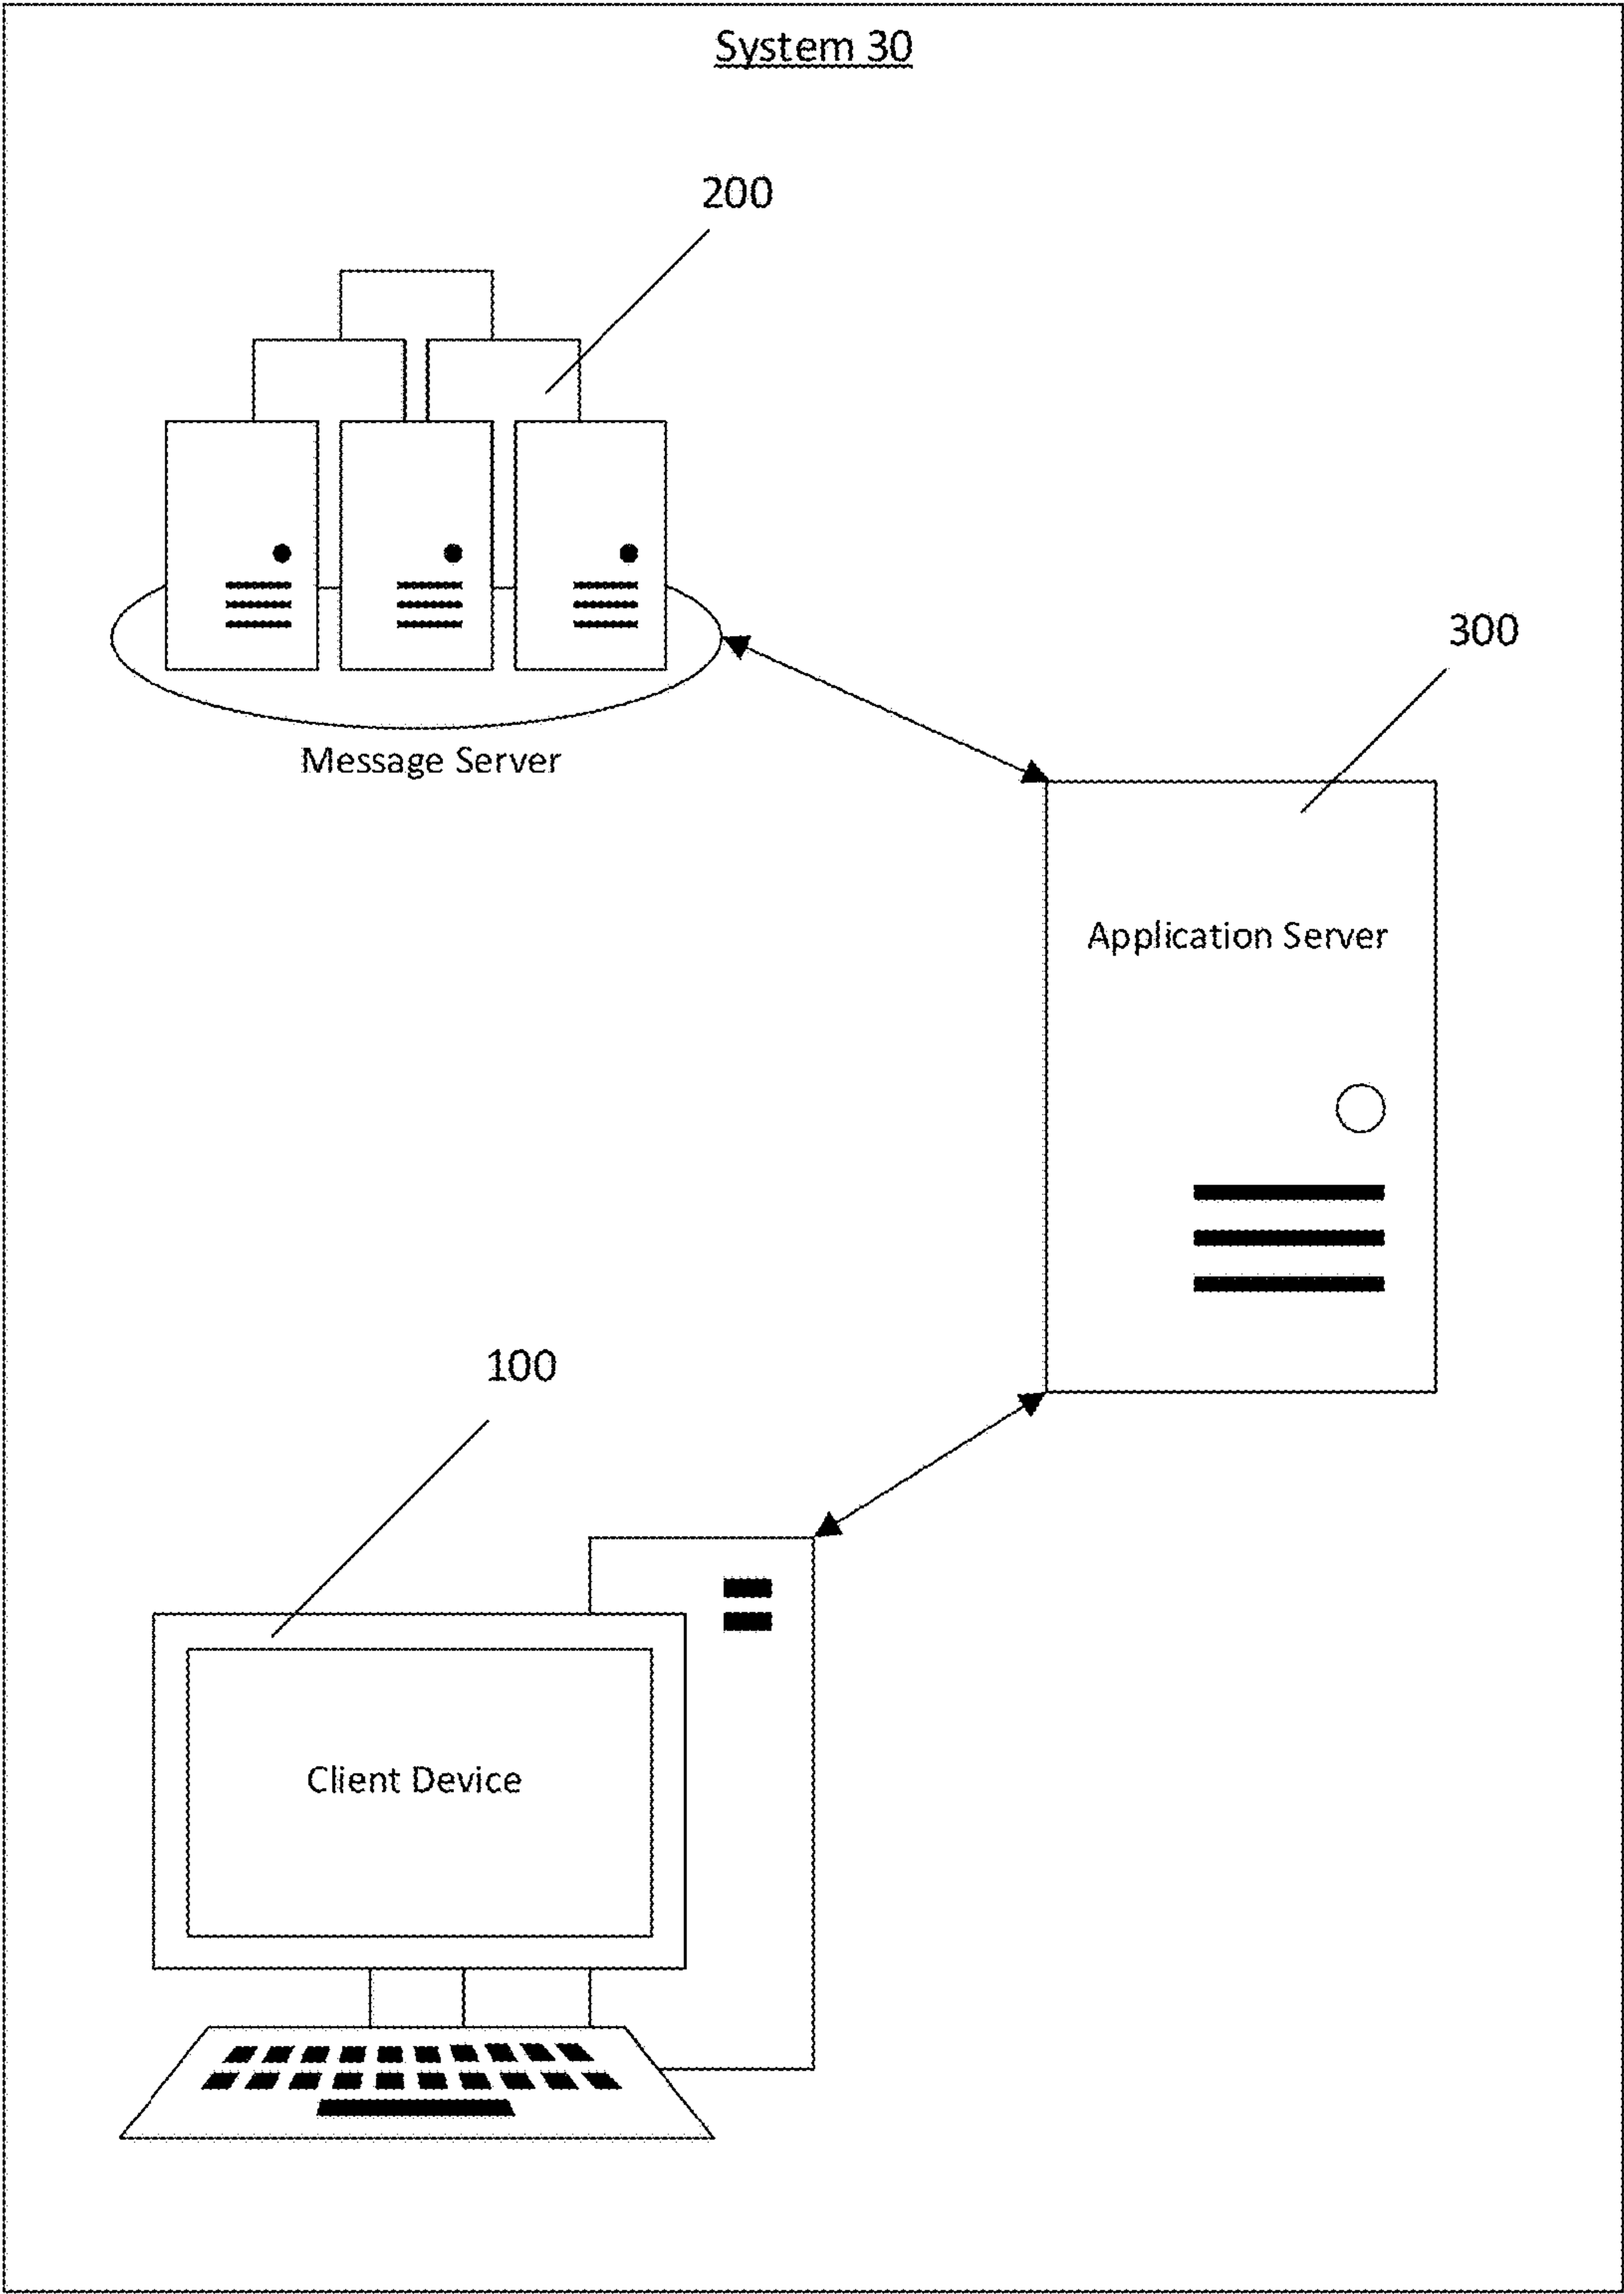 System 30
200
Message Server
300
Application Server
100
Client Device